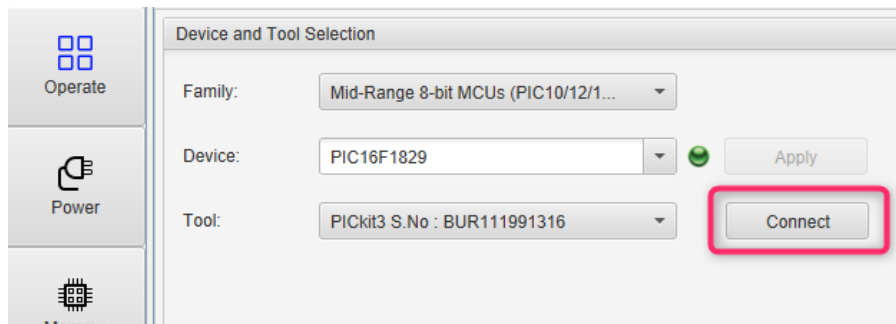 Device and Tool Selection
Operate
Family:
Mid-Range 8-bit MCUs (PIC10/12/1...
Device:
PIC16F1829
Apply
Power
Tool:
PICkit3 S.No : BUR111991316
Connect